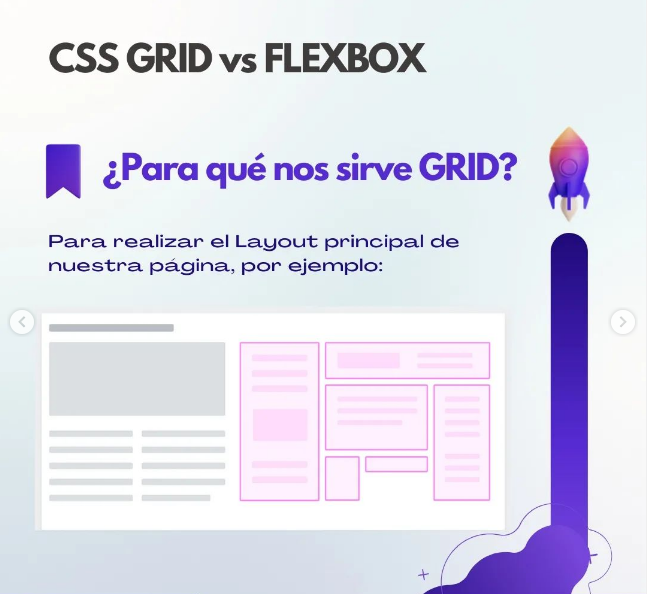 CSS GRID vs FLEXBOX
¿Para qué nos sirve GRID?
Para realizar el Layout principal de
nuestra página, por ejemplo: